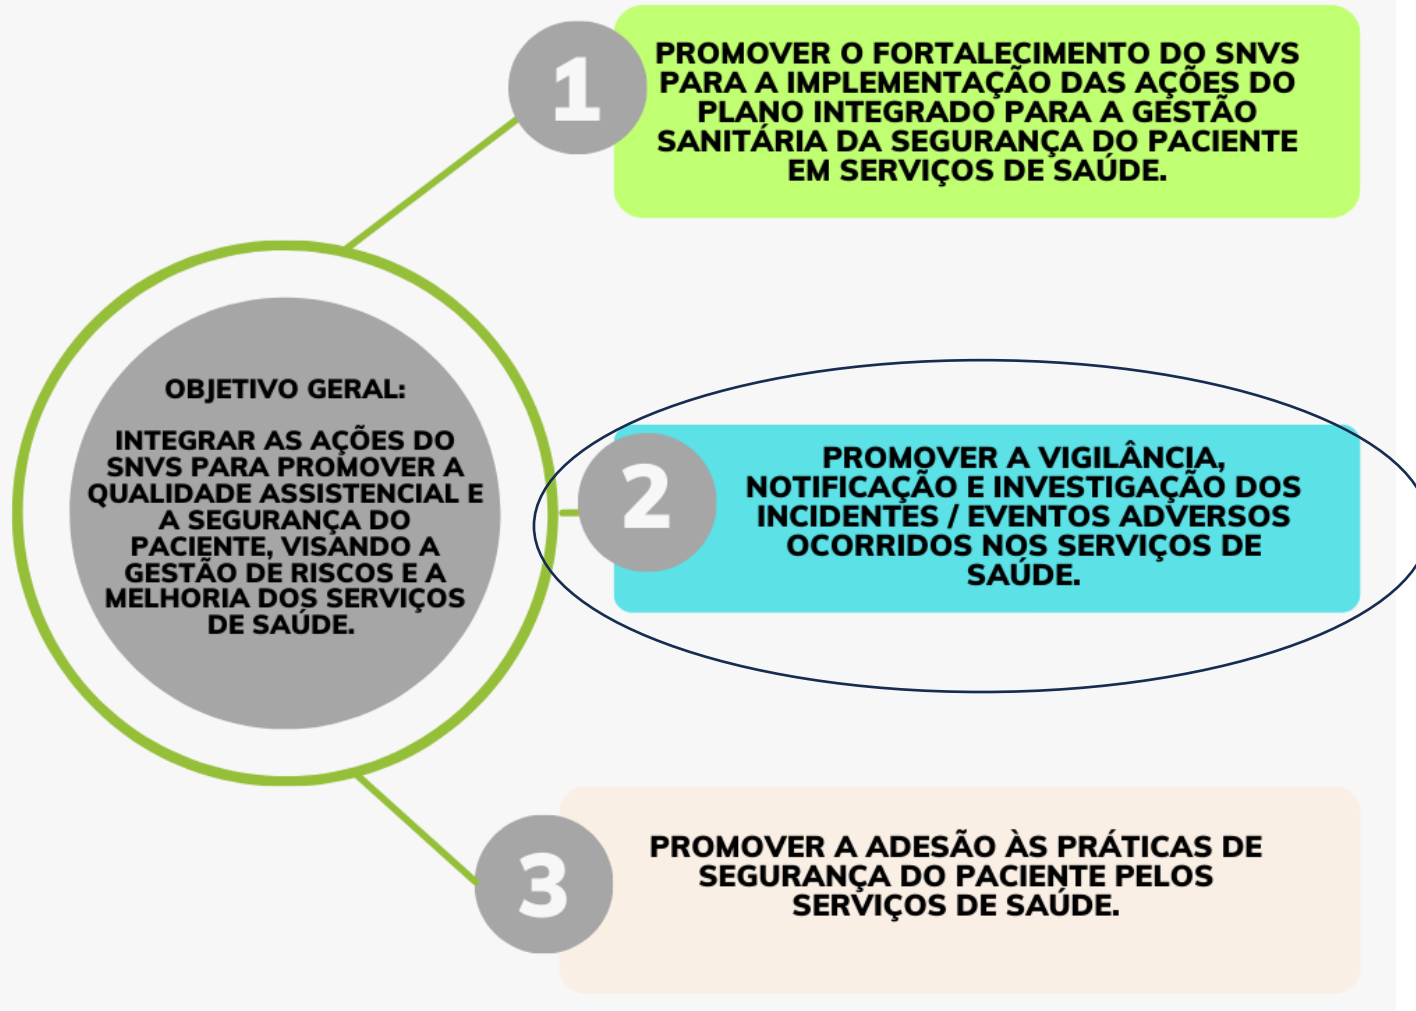 1
PROMOVER O FORTALECIMENTO DO SNVS
PARA A IMPLEMENTAÇÃO DAS AÇÕES DO
PLANO INTEGRADO PARA A GESTÃO
SANITÁRIA DA SEGURANÇA DO PACIENTE
EM SERVIÇOS DE SAÚDE.
OBJETIVO GERAL:
INTEGRAR AS AÇÕES DO
SNVS PARA PROMOVER A
QUALIDADE ASSISTENCIAL E
A SEGURANÇA DO
PACIENTE, VISANDO A
GESTÃO DE RISCOS E A
MELHORIA DOS SERVIÇOS
DE SAÚDE.
2
PROMOVER A VIGILÂNCIA,
NOTIFICAÇÃO E INVESTIGAÇÃO DOS
INCIDENTES / EVENTOS ADVERSOS
OCORRIDOS NOS SERVIÇOS DE
SAÚDE.
3
PROMOVER A ADESÃO ÀS PRÁTICAS DE
SEGURANÇA DO PACIENTE PELOS
SERVIÇOS DE SAÚDE.